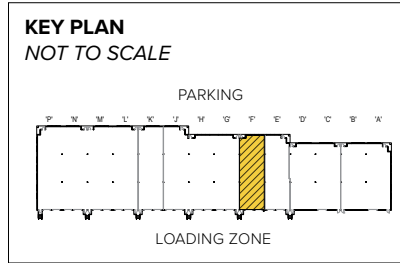 KEY PLAN
NOT TO SCALE
PARKING
'P' 'N' 'M' 'L' 'K' 'J' 'H' 'G' 'F' 'E' 'D' 'C' 'B' 'A'
LOADING ZONE